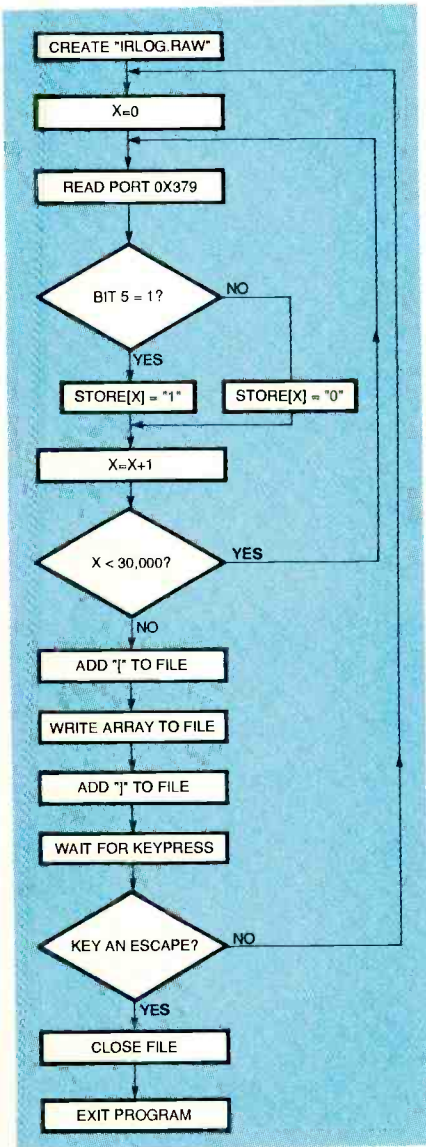 CREATE "IRLOG.RAW"
X=0
READ PORT 0X379
BIT 5 = 1?
NO
YES
STORE[X] = "1"
STORE[X] = "0"
X=X+1
X < 30,000?
YES
NO
ADD "[" TO FILE
WRITE ARRAY TO FILE
ADD "]" TO FILE
WAIT FOR KEYPRESS
KEY AN ESCAPE?
NO
YES
CLOSE FILE
EXIT PROGRAM